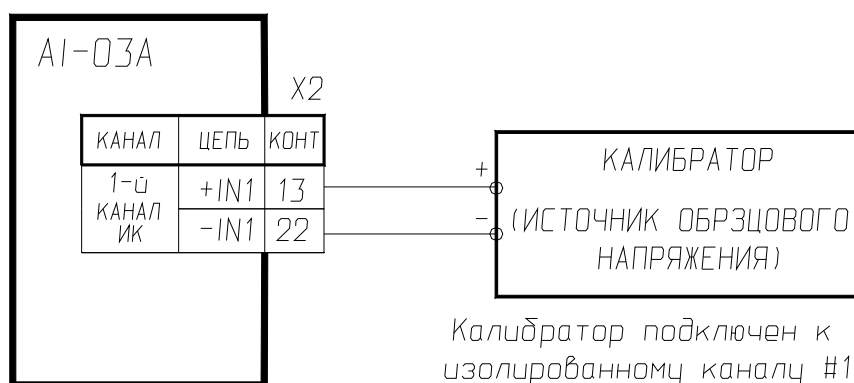 AI-03A
X2
КАНАЛ ЦЕПЬ КОНТ
1-й КАНАЛ ИК
+IN1 13
-IN1 22
+
-
КАЛИБРАТОР
(ИСТОЧНИК ОБРЗЦОВОГО
НАПРЯЖЕНИЯ)
Калибратор подключен к
изолированному каналу #1